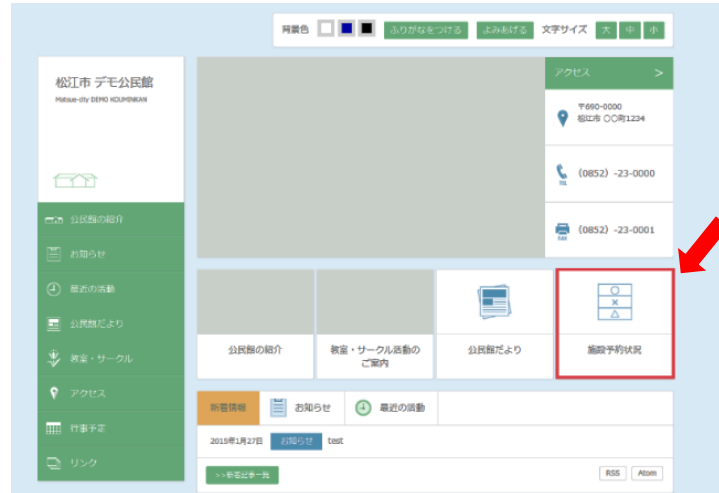 背景色
ふりがなをつける
よみあげる
文字サイズ
大
中
小
松江市 デモ公民館
Matsue-city DEMO KOUMINKAN
アクセス >
〒690-0000
松江市 〇〇町1234
TEL
(0852) -23-0000
FAX
(0852) -23-0001
公民館の紹介
お知らせ
最近の活動
公民館だより
教室・サークル
アクセス
行事予定
リンク
公民館の紹介
教室・サークル活動の
ご案内
公民館だより
○
×
△
施設予約状況
新着情報
お知らせ
最近の活動
2015年1月27日 お知らせ test
>>新着記事一覧
RSS
Atom